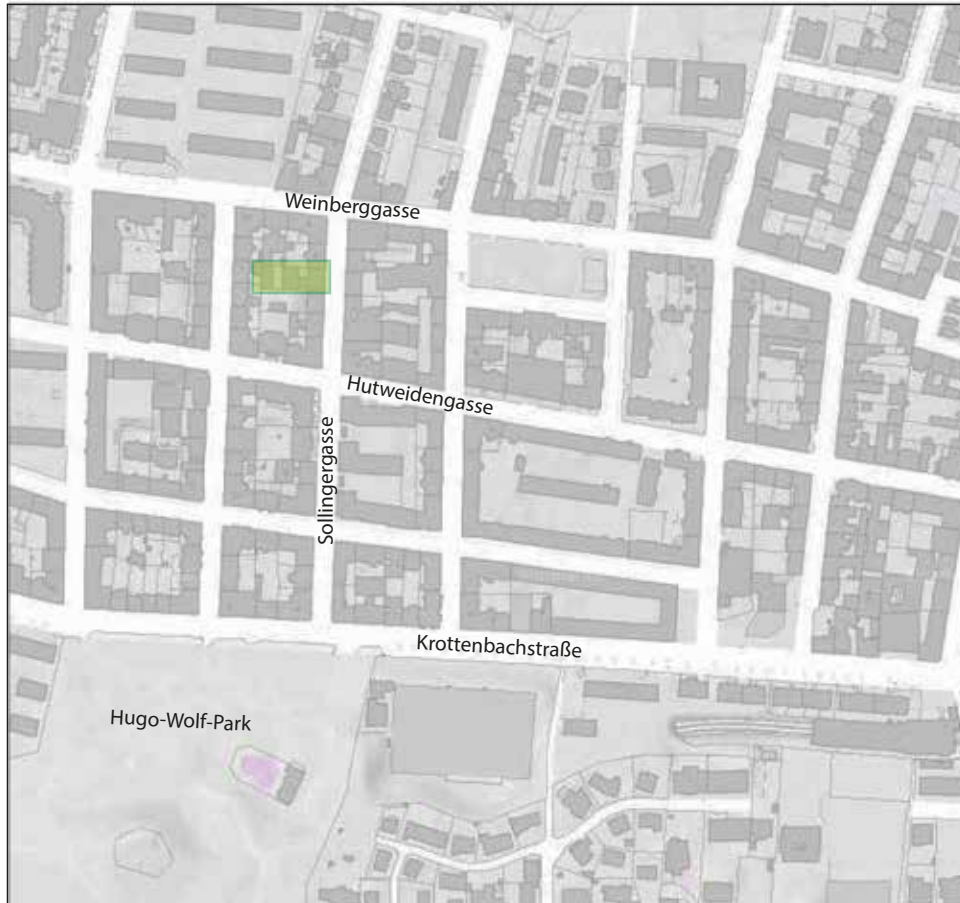 Weinberggasse
Hutweidengasse
Sollingergasse
Krottenbachstraße
Hugo-Wolf-Park